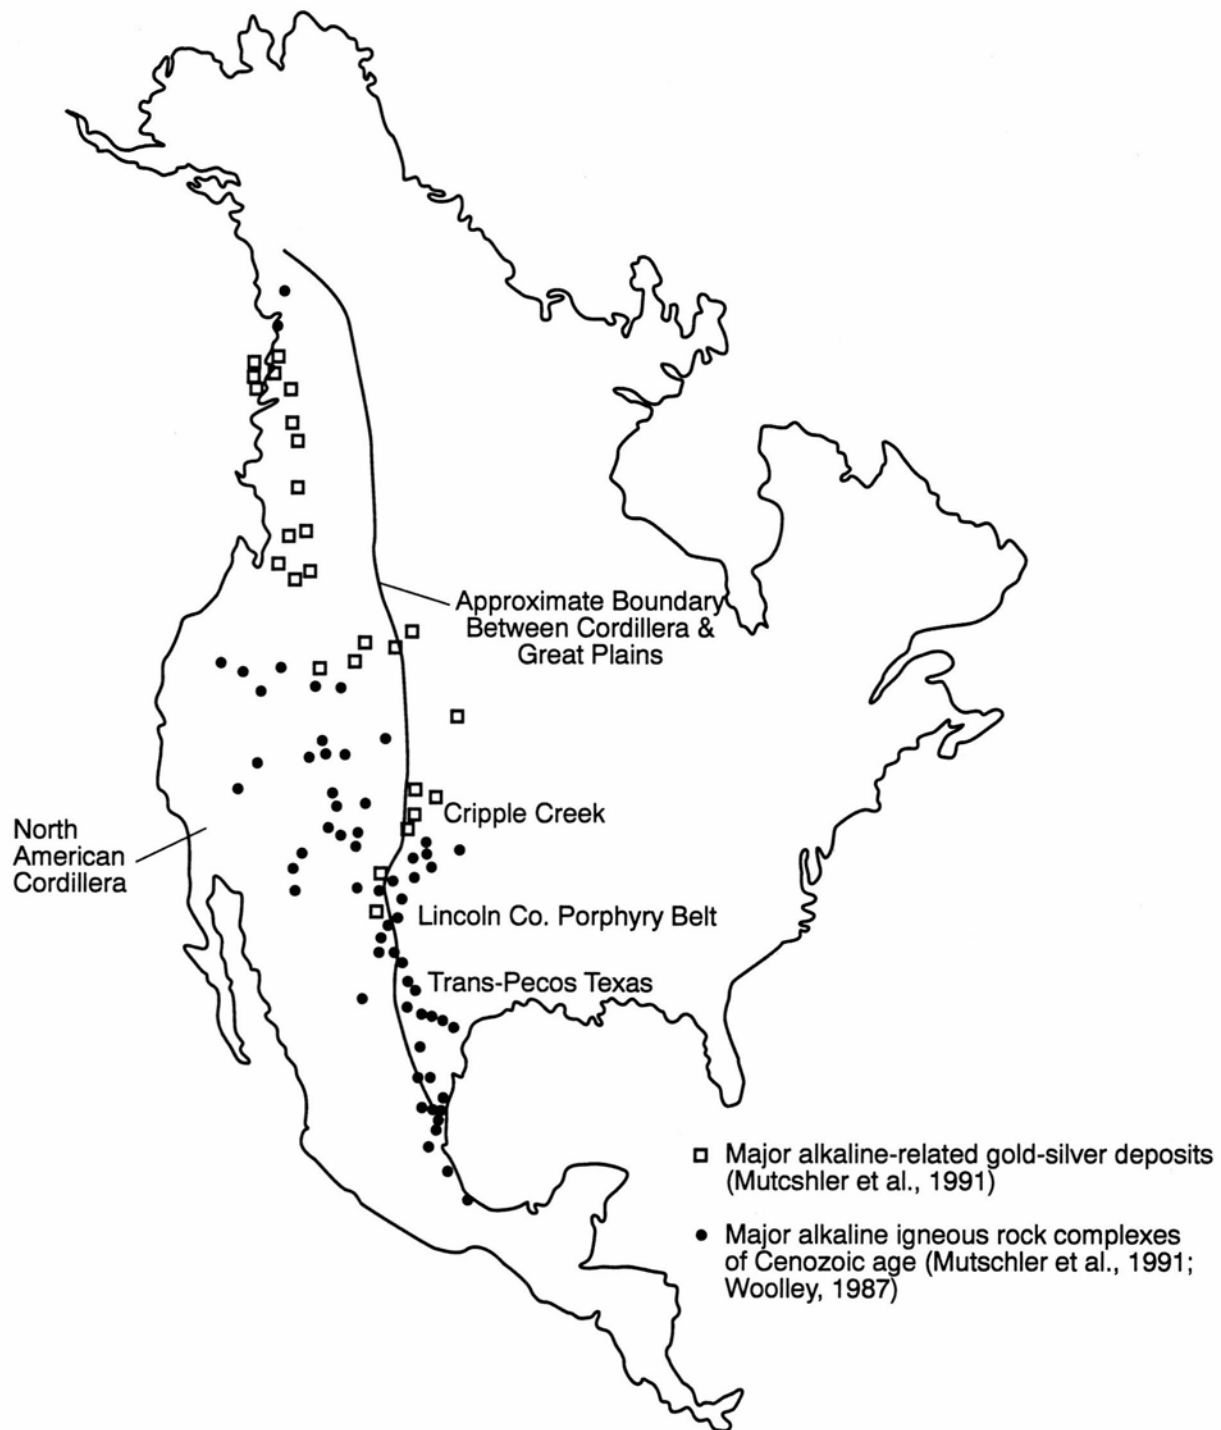 Approximate Boundary
Between Cordillera &
Great Plains
Cripple Creek
North
American
Cordillera
Lincoln Co. Porphyry Belt
Trans-Pecos Texas
Major alkaline-related gold-silver deposits
(Mutcshler et al., 1991)
Major alkaline igneous rock complexes
of Cenozoic age (Mutschler et al., 1991;
Woolley, 1987)